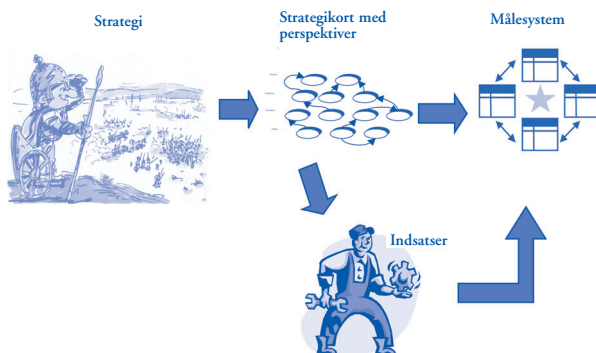 Strategi
Strategikort med
perspektiver
Målesystem
Indsatser